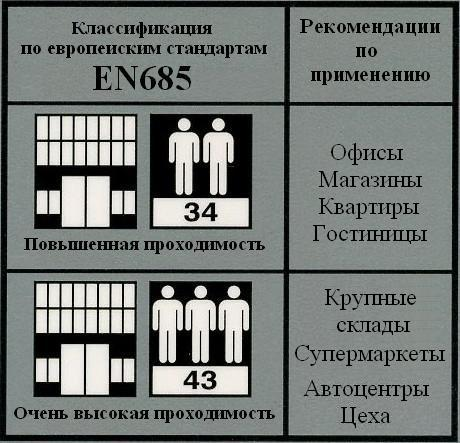 Классификация
по европеиским стандартам
EN685
Рекомендации
по
применению
34
Повышенная проходимость
Офисы
Магазины
Квартиры
Гостиницы
43
Очень высокая проходимость
Крупные
склады
Супермаркеты
Автоцентры
Цеха